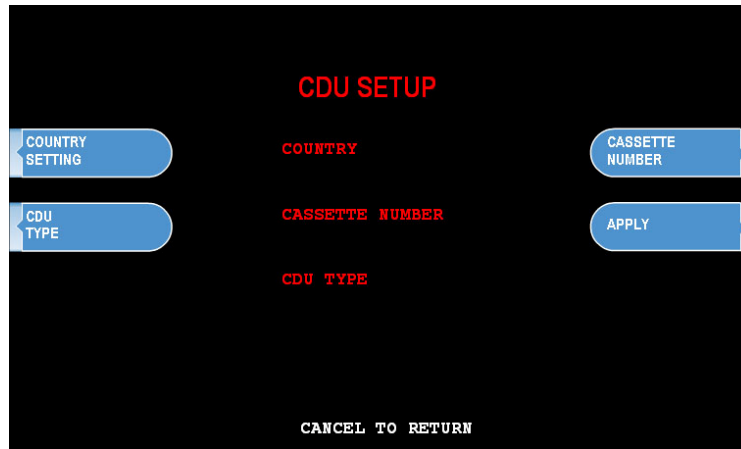 CDU SETUP
COUNTRY
SETTING
COUNTRY
CASSETTE
NUMBER
CDU
TYPE
CASSETTE NUMBER
APPLY
CDU TYPE
CANCEL TO RETURN